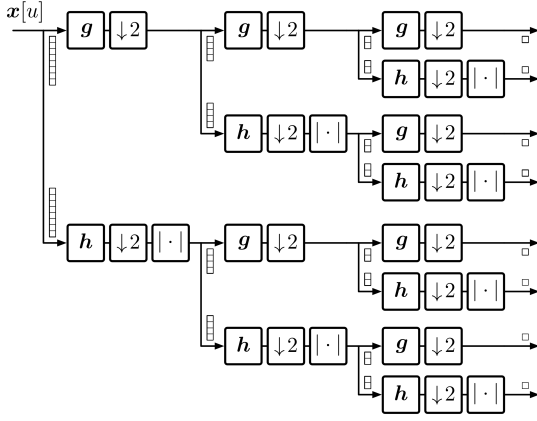 x[u]
g ↓2 g ↓2 g ↓2
h ↓2 |·|
h ↓2 |·| g ↓2
h ↓2 |·|
h ↓2 |·| g ↓2 g ↓2
h ↓2 |·|
h ↓2 |·| g ↓2
h ↓2 |·|